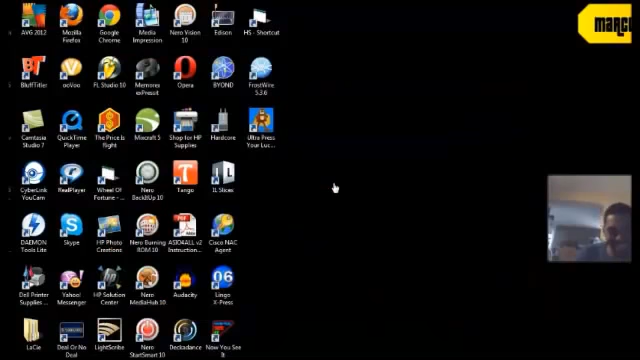 AVG 2012
Mozilla
Firefox
Google
Chrome
Media
Impression
Nero Vision
10
Edison
HS - Shortcut
BluffTitler
ooVoo
FL Studio 10
Memorex
exPressit
Opera
BYOND
FrostWire
5.3.6
Camtasia
Studio 7
QuickTime
Player
The Price Is
Right
Mixcraft 5
Shop for HP
Supplies
Hardcore
Ultra Press
Your Luc...
CyberLink
YouCam
RealPlayer
Wheel Of
Fortune - ...
Nero
BackItUp 10
Tango
IL Slices
DAEMON
Tools Lite
Skype
HP Photo
Creations
Nero Burning
ROM 10
ASIO4ALL v2
Instruction...
Cisco NAC
Agent
Dell Printer
Supplies ...
Yahoo!
Messenger
HP Solution
Center
Nero
MediaHub 10
Audacity
06
Lingo
X-Press
LaCie
Deal Or No
Deal
LightScribe
Nero
StartSmart 10
Deckadance
Now You See
It
MARC